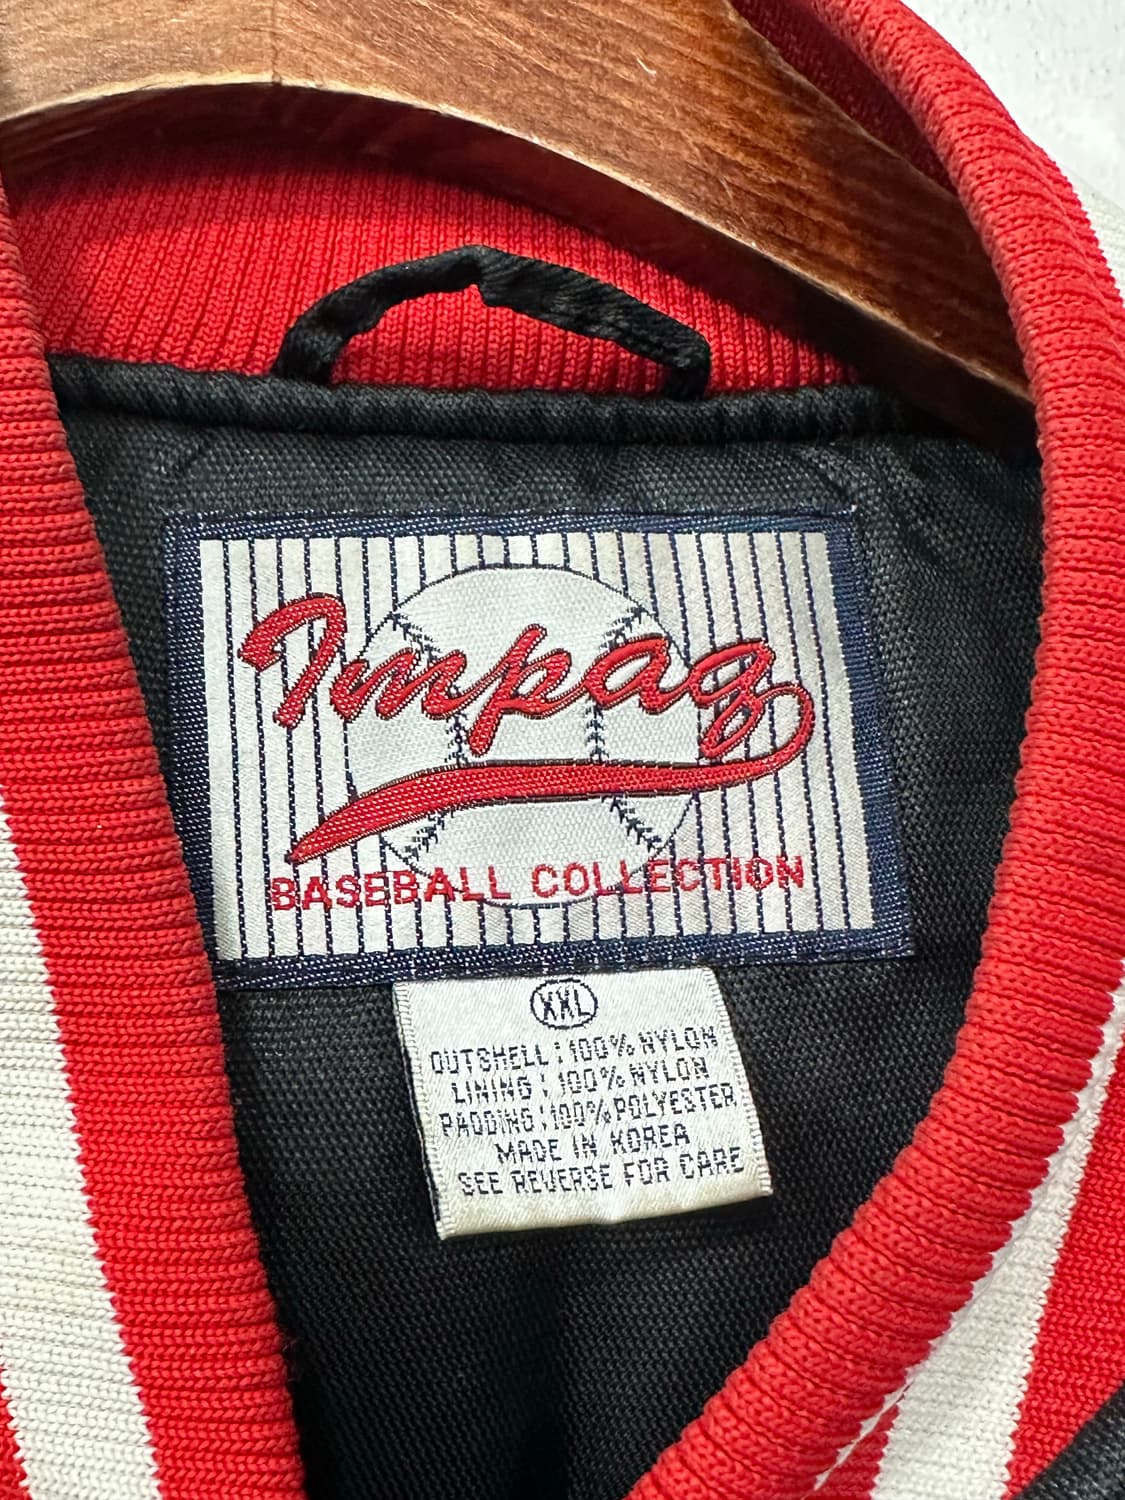 Impaq
BASEBALL COLLECTION
XXL
OUTSHELL : 100% NYLON
LINING : 100% NYLON
PADDING : 100% POLYESTER
MADE IN KOREA
SEE REVERSE FOR CARE